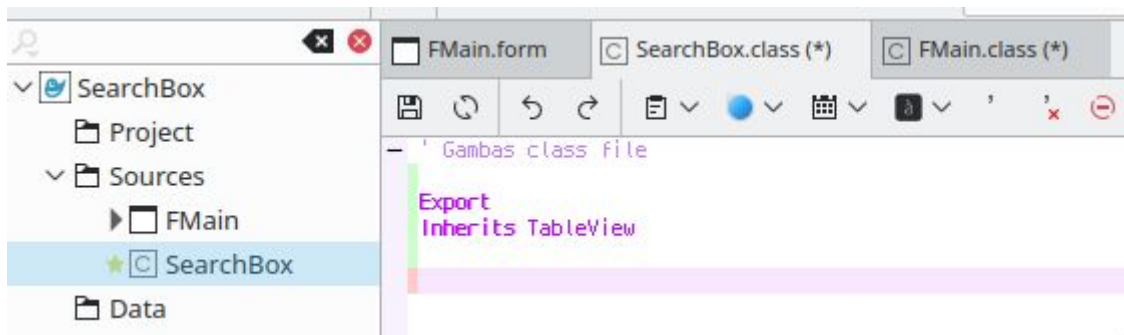 FMain.form
SearchBox.class (*)
FMain.class (*)
SearchBox
Project
Sources
FMain
SearchBox
Data
' Gambas class file
Export
Inherits TableView